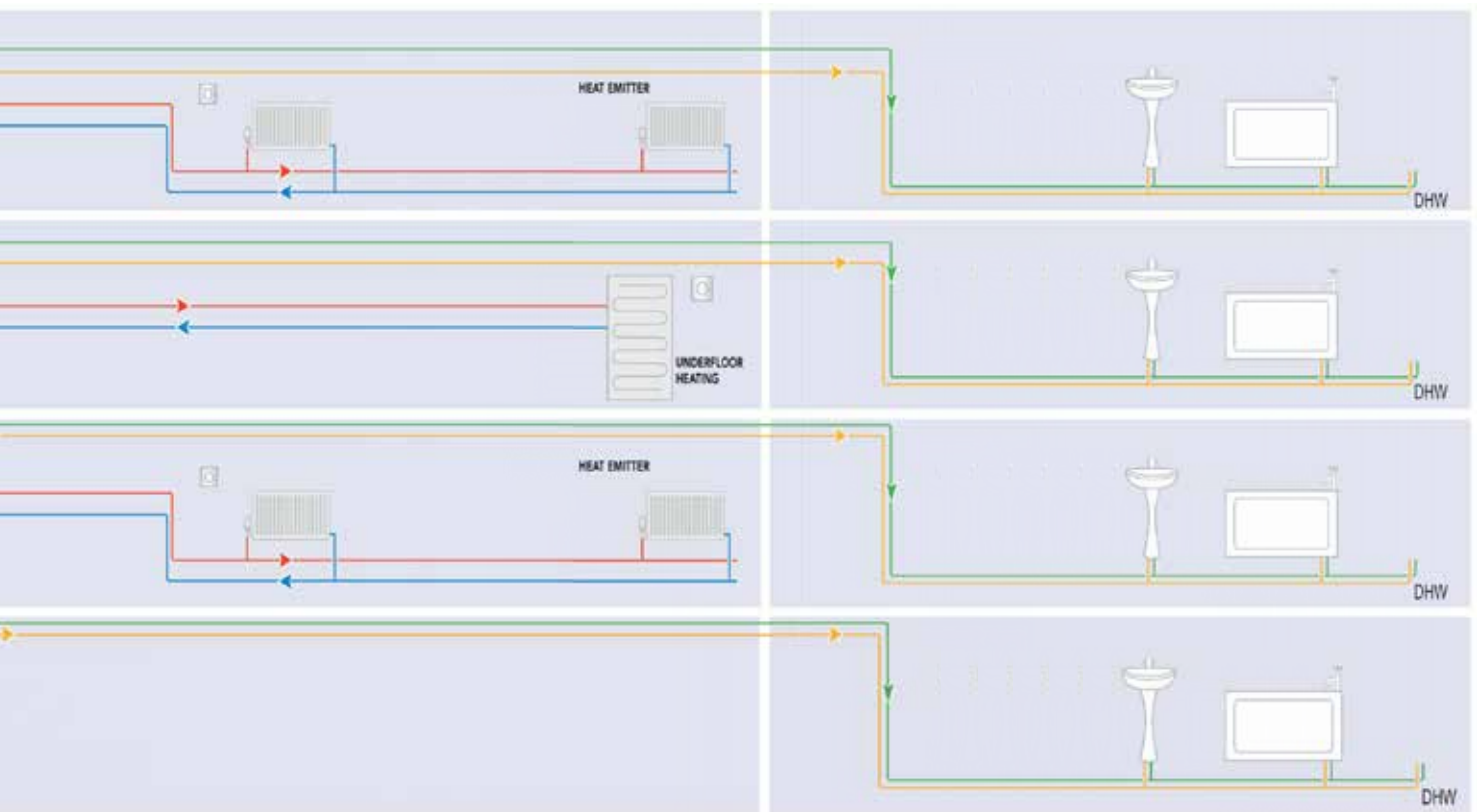 HEAT EMITTER
DHW
UNDERFLOOR
HEATING
DHW
HEAT EMITTER
DHW
DHW